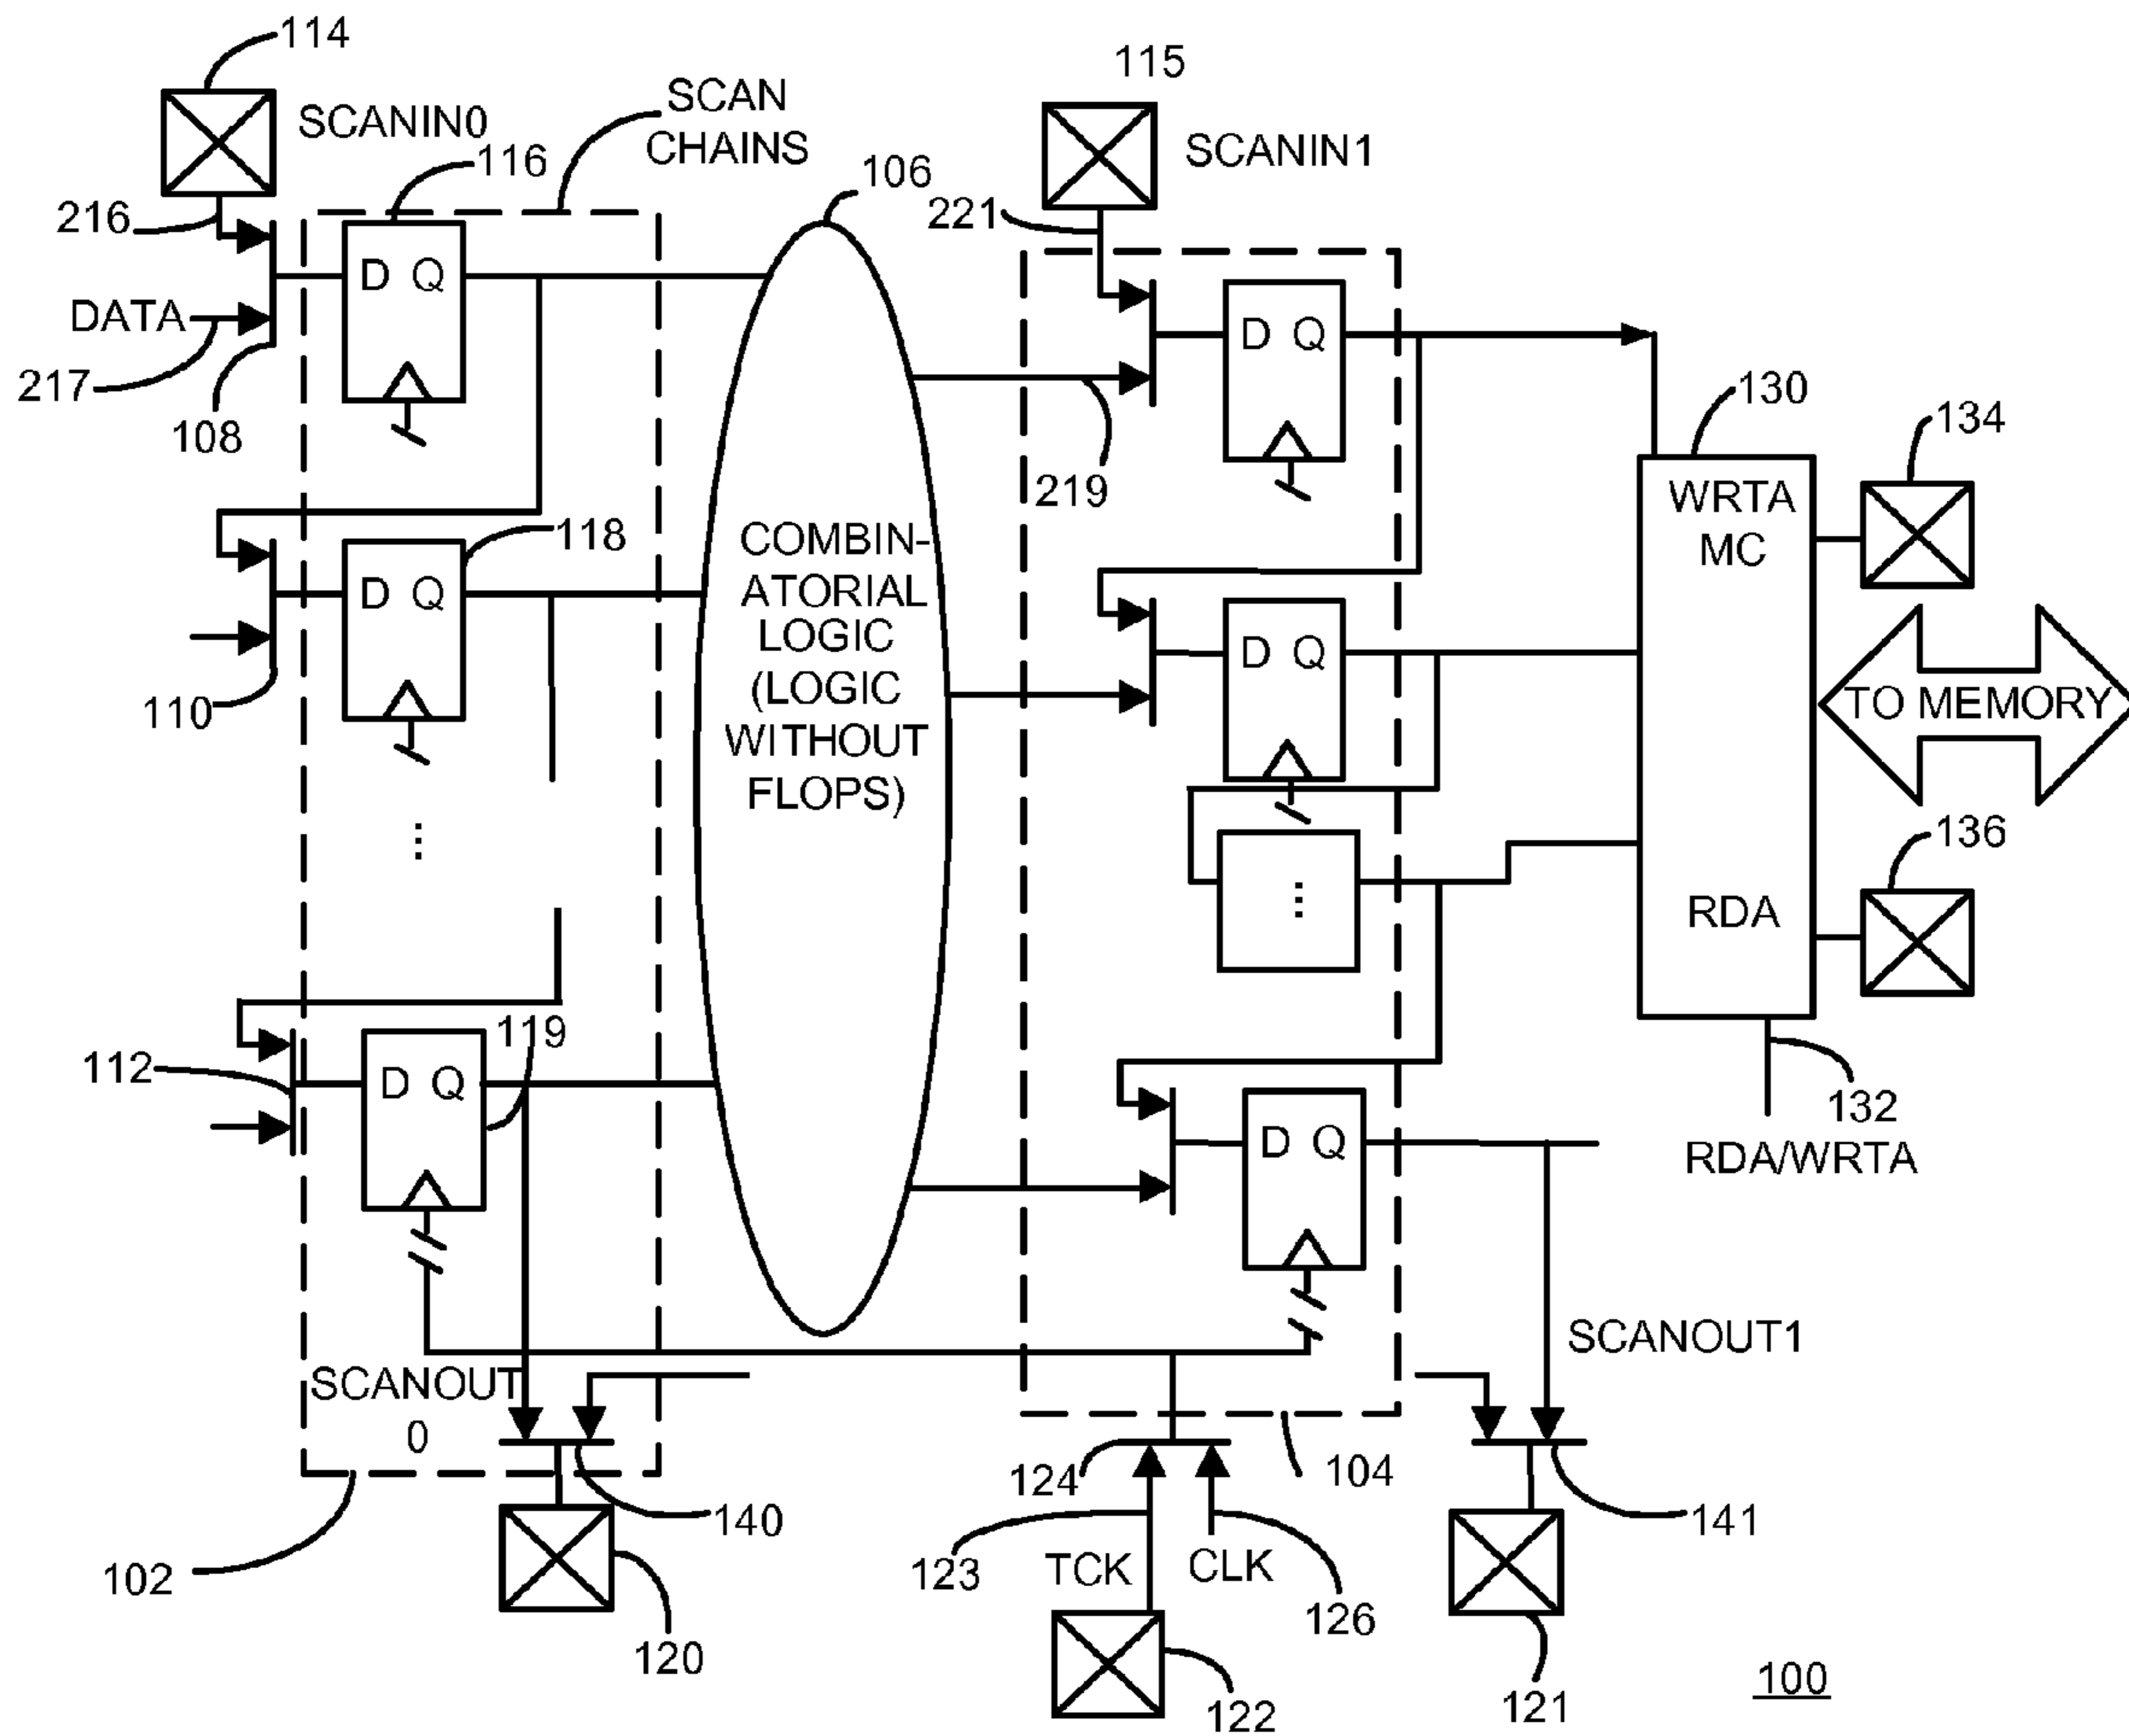 114
SCANIN0
116
SCAN
CHAINS
106
115
SCANIN1
216
221
D Q
DATA
217
108
D Q
219
130
134
WRTA
MC
118
D Q
110
COMBIN-
ATORIAL
LOGIC
(LOGIC
WITHOUT
FLOPS)
D Q
TO MEMORY
...
...
136
RDA
119
112
D Q
D Q
132
RDA/WRTA
SCANOUT
0
SCANOUT1
102
140
120
124
104
123
TCK
CLK
126
122
141
121
100